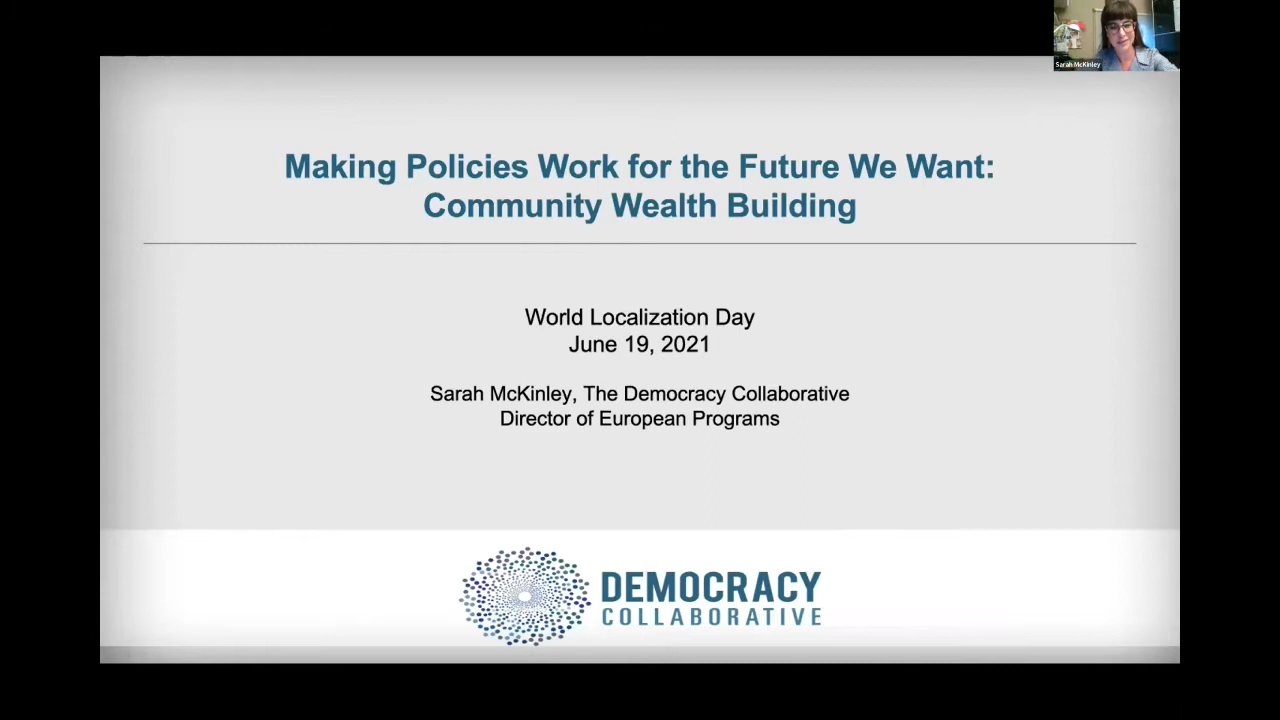 Sarah McKinley
Making Policies Work for the Future We Want:
Community Wealth Building
World Localization Day
June 19, 2021
Sarah McKinley, The Democracy Collaborative
Director of European Programs
DEMOCRACY
COLLABORATIVE